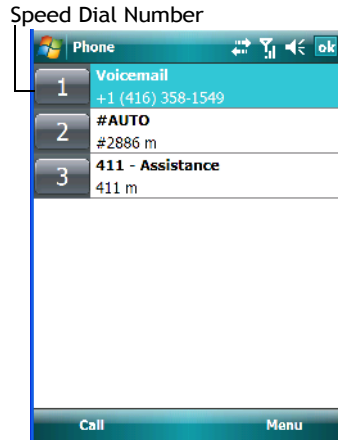 Speed Dial Number
Phone ok
1 Voicemail
+1 (416) 358-1549
2 #AUTO
#2886 m
3 411 - Assistance
411 m
Call Menu